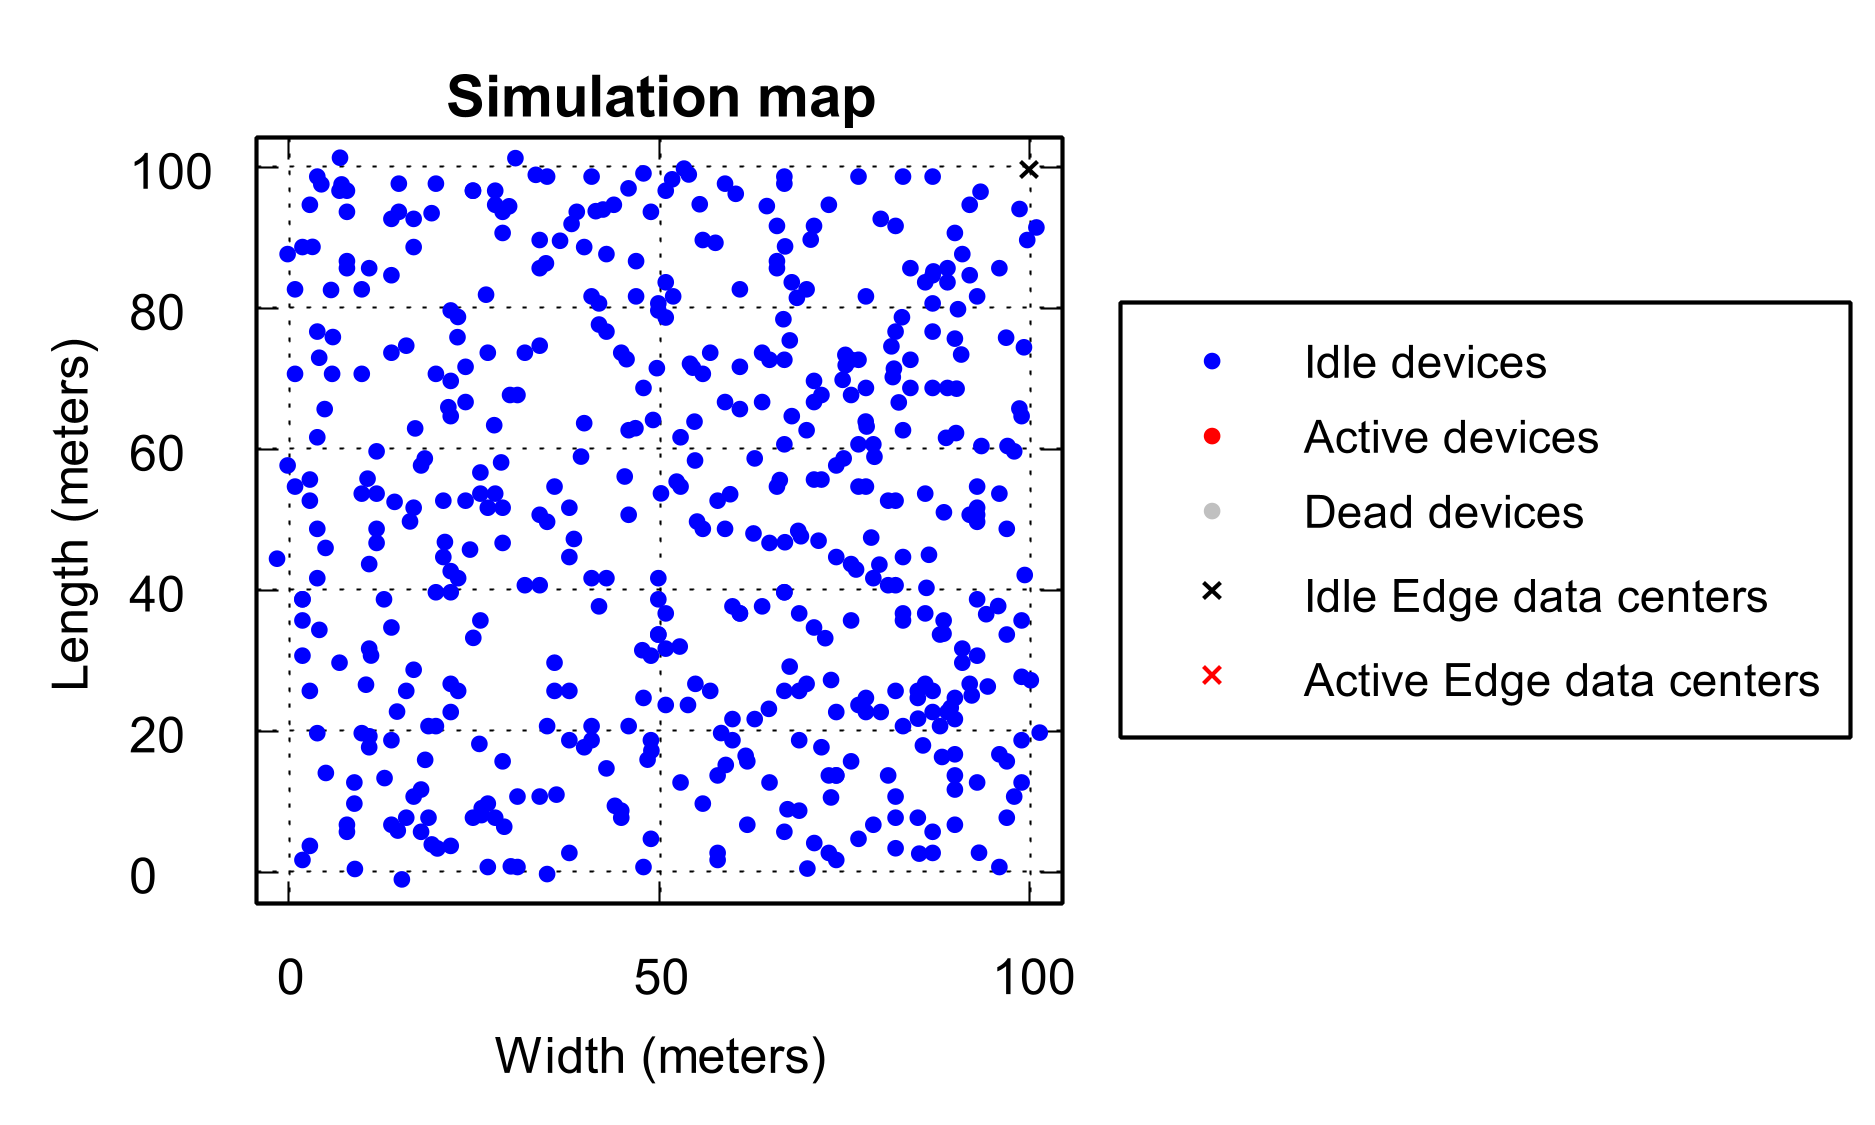 Simulation map
100
80
60
40
20
0
Length (meters)
0 50 100
Width (meters)
Idle devices
Active devices
Dead devices
Idle Edge data centers
Active Edge data centers